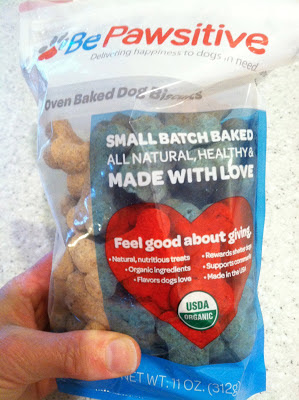 Be Pawsitive
Delivering happiness to dogs in need
Oven Baked Dog Biscuits
SMALL BATCH BAKED
ALL NATURAL, HEALTHY &
MADE WITH LOVE
Feel good about giving.
• Natural, nutritious treats
• Organic ingredients
• Flavors dogs love
• Rewards shelter dogs
• Supports community
• Made in the USA
USDA
ORGANIC
NET WT. 11 OZ. (312g)